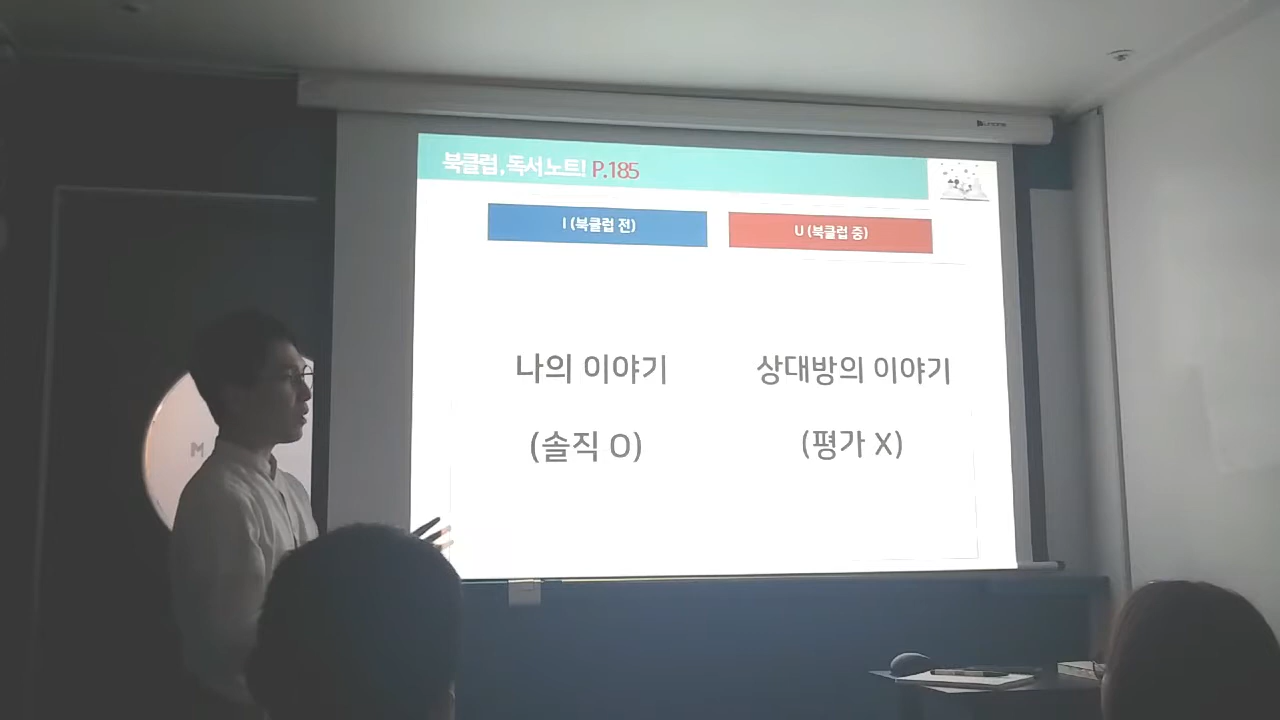 북클럽, 독서노트! P.185
I (북클럽 전)
U (북클럽 중)
나의 이야기
상대방의 이야기
(솔직 O)
(평가 X)
M